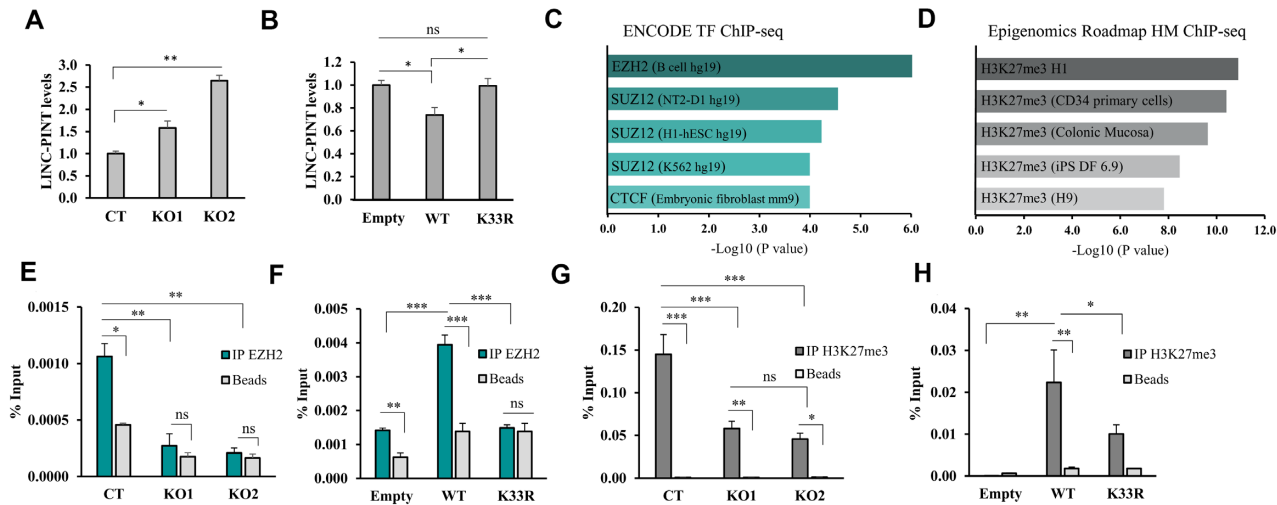 A
LINC-PINT levels
3.0
2.5
2.0
1.5
1.0
0.5
0.0
**
*
CT
KO1
KO2
B
LINC-PINT levels
1.2
1.0
0.8
0.6
0.4
0.2
0.0
ns
*
*
Empty
WT
K33R
C
ENCODE TF ChIP-seq
EZH2 (B cell hg19)
SUZ12 (NT2-D1 hg19)
SUZ12 (H1-hESC hg19)
SUZ12 (K562 hg19)
CTCF (Embryonic fibroblast mm9)
0.0 1.0 2.0 3.0 4.0 5.0 6.0
-Log10 (P value)
D
Epigenomics Roadmap HM ChIP-seq
H3K27me3 H1
H3K27me3 (CD34 primary cells)
H3K27me3 (Colonic Mucosa)
H3K27me3 (iPS DF 6.9)
H3K27me3 (H9)
0.0 2.0 4.0 6.0 8.0 10.0 12.0
-Log10 (P value)
E
% Input
0.0015
0.0010
0.0005
0.0000
**
**
*
ns
ns
IP EZH2
Beads
CT
KO1
KO2
F
% Input
0.005
0.004
0.003
0.002
0.001
0.000
***
***
***
**
ns
IP EZH2
Beads
Empty
WT
K33R
G
% Input
0.20
0.15
0.10
0.05
0.00
***
***
***
ns
**
*
IP H3K27me3
Beads
CT
KO1
KO2
H
% Input
0.04
0.03
0.02
0.01
0.00
**
*
**
IP H3K27me3
Beads
Empty
WT
K33R